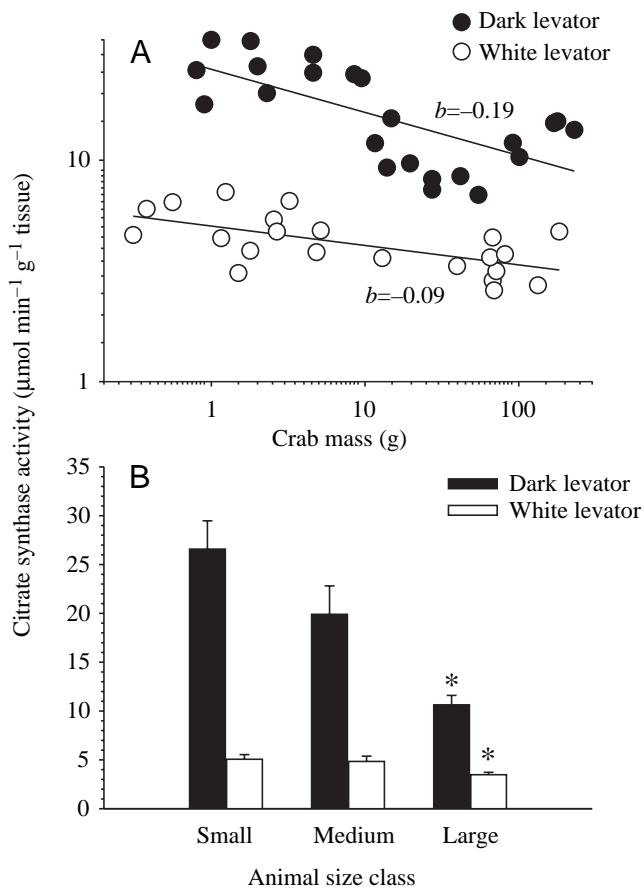 A
Dark levator
White levator
b=–0.19
10
b=–0.09
1
1 10 100
Crab mass (g)
Citrate synthase activity (μmol min−1 g−1 tissue)
B
35
Dark levator
30
White levator
25
20
15
*
10
*
5
0
Small Medium Large
Animal size class